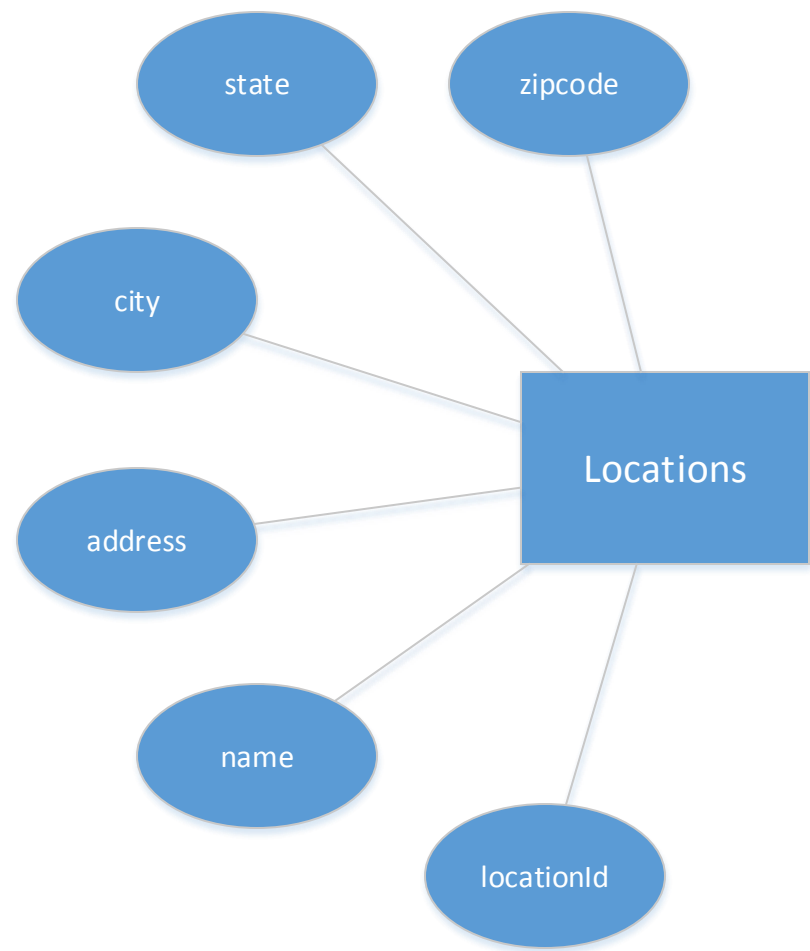 state
zipcode
city
Locations
address
name
locationId